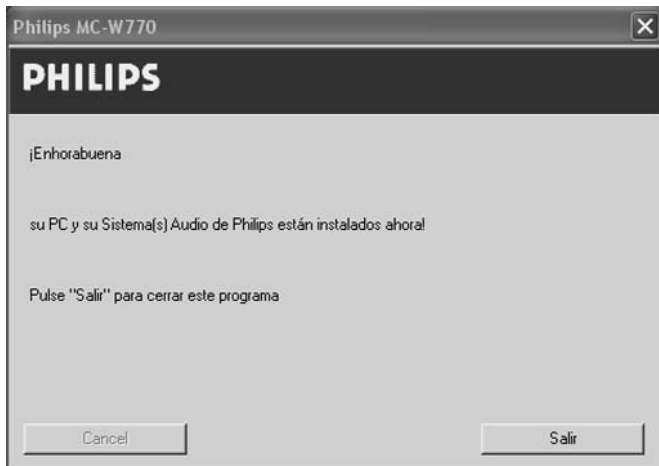 Philips MC-W770
PHILIPS
¡Enhorabuena
su PC y su Sistema(s) Audio de Philips están instalados ahora!
Pulse "Salir" para cerrar este programa
Cancel
Salir